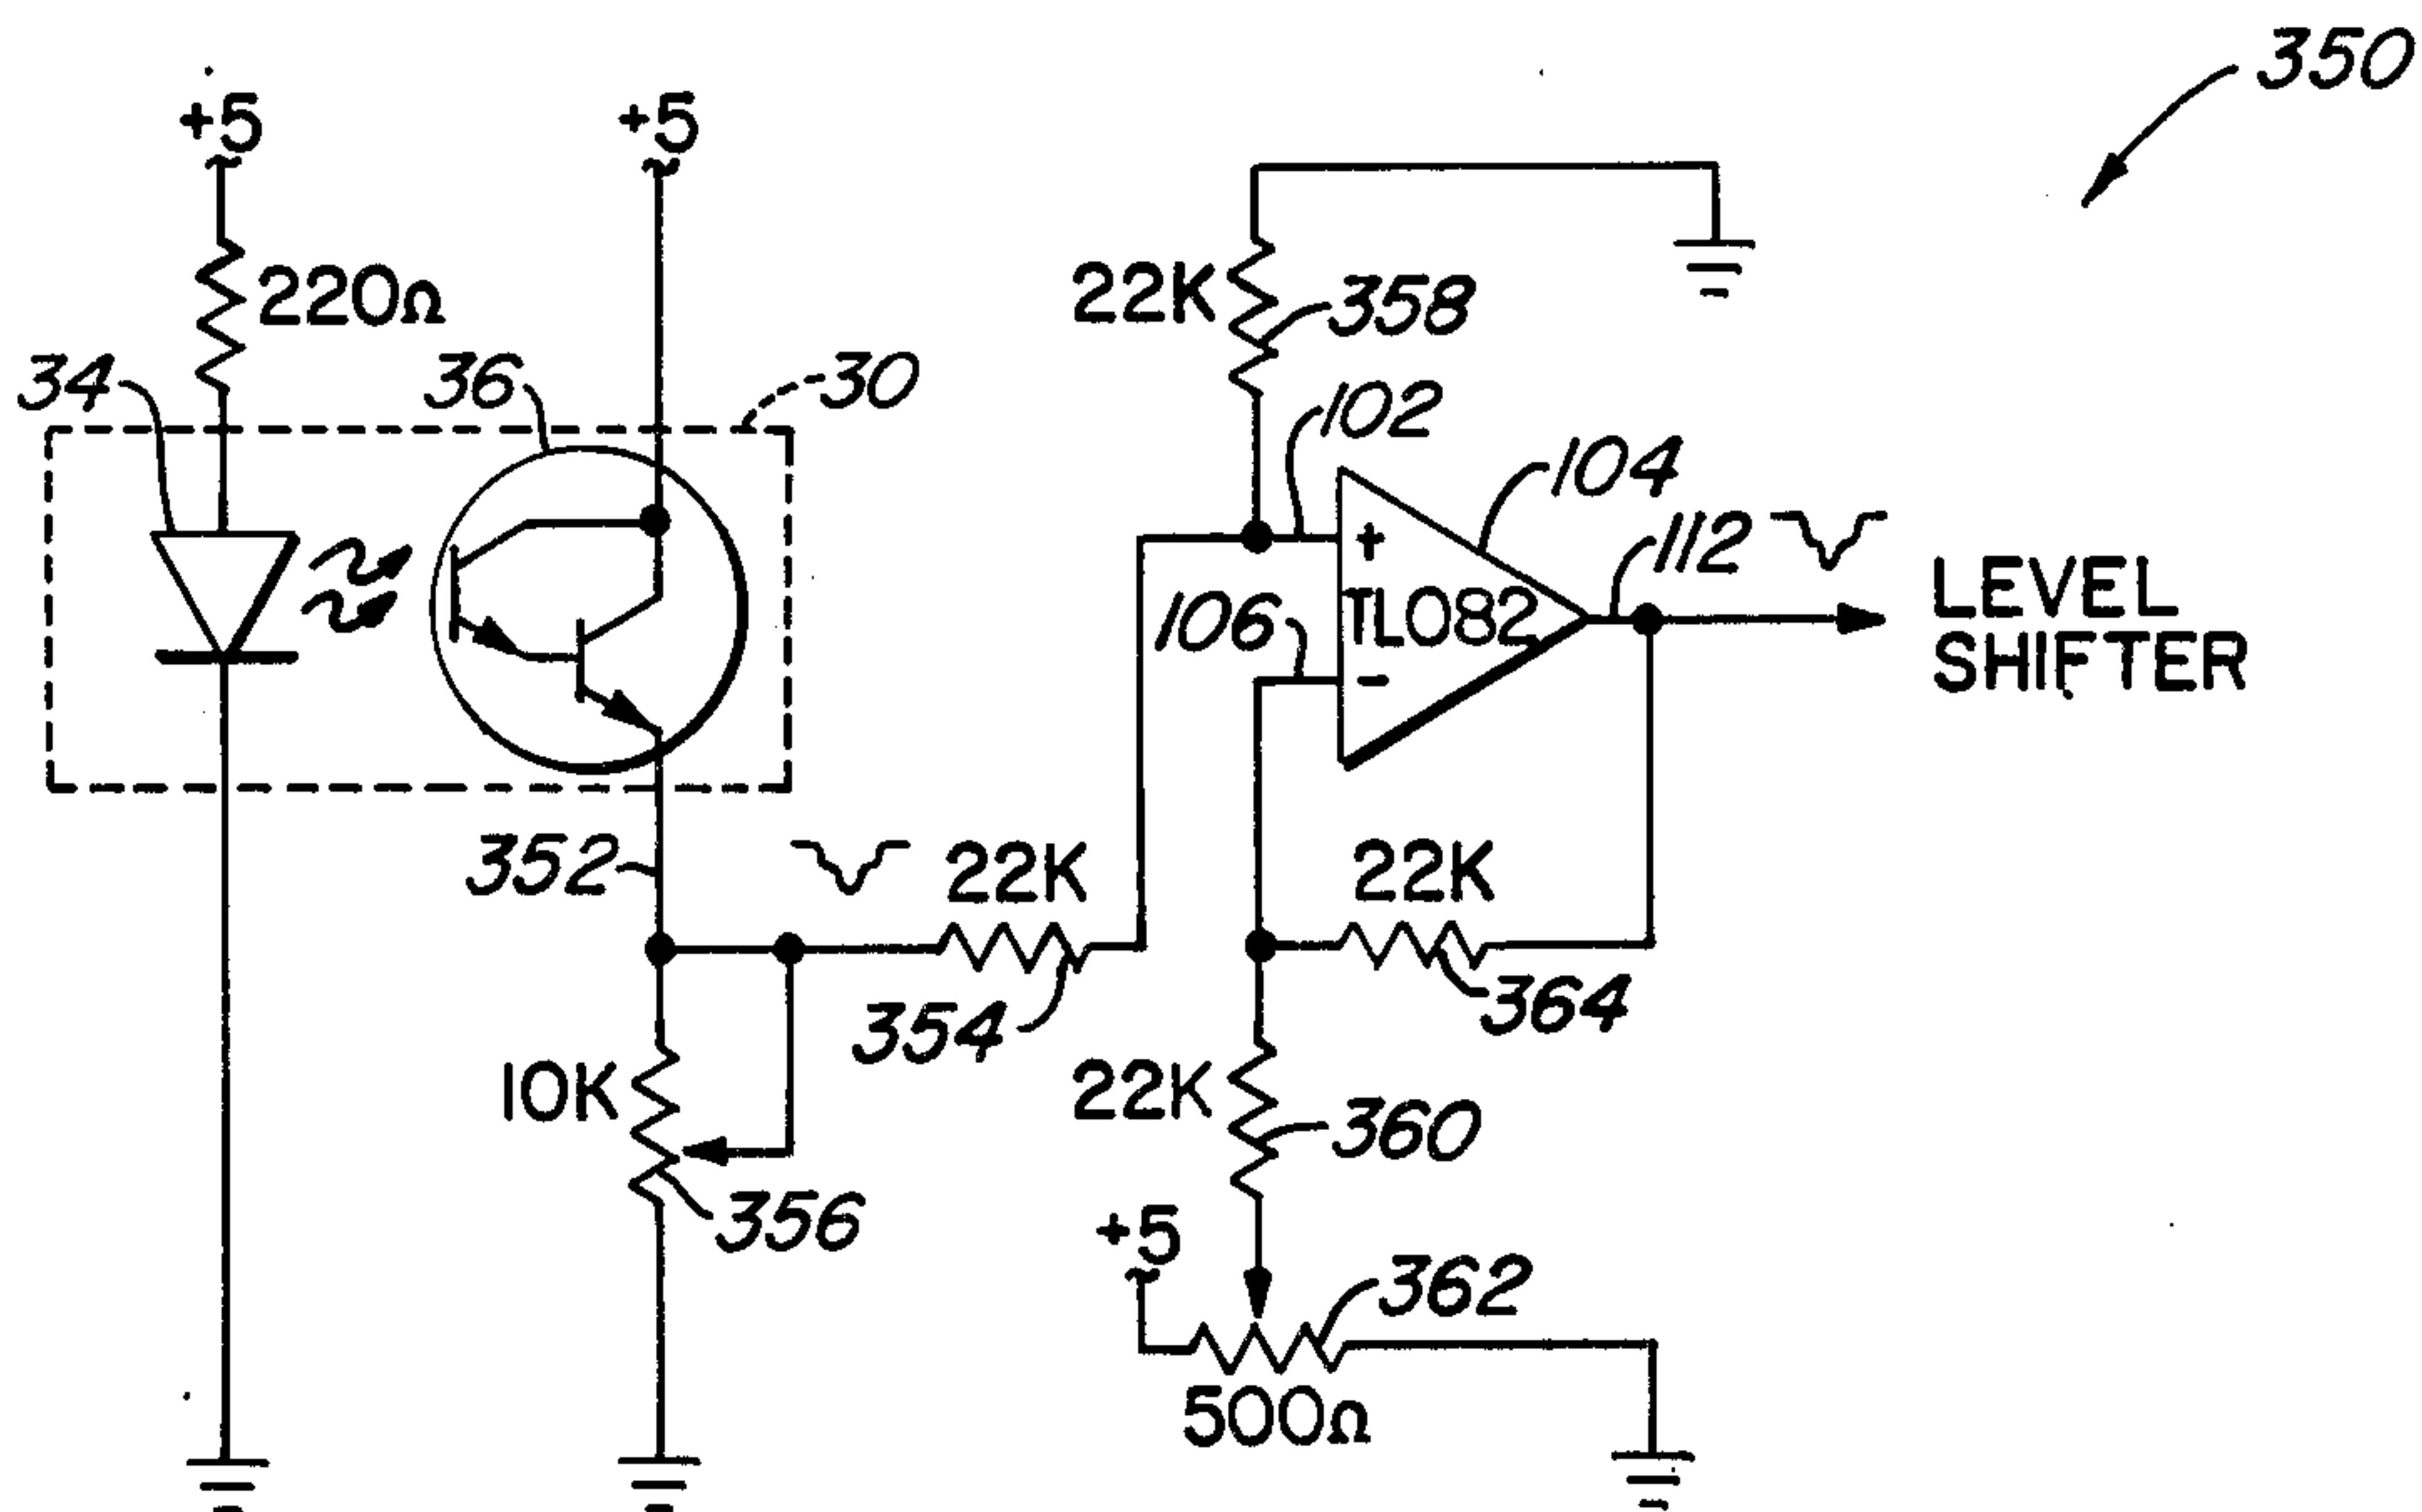 350
+5
+5
220Ω
22K
358
34
36
30
102
104
112
+
TL082
106
-
LEVEL
SHIFTER
352
22K
22K
354
364
10K
22K
360
356
+5
362
500Ω